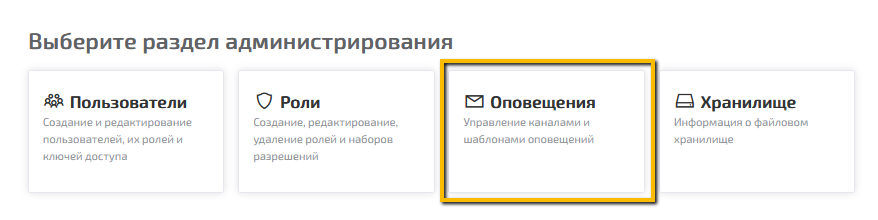 Выберите раздел администрирования
Пользователи
Создание и редактирование
пользователей, их ролей и
ключей доступа
Роли
Создание, редактирование,
удаление ролей и наборов
разрешений
Оповещения
Управление каналами и
шаблонами оповещений
Хранилище
Информация о файловом
хранилище